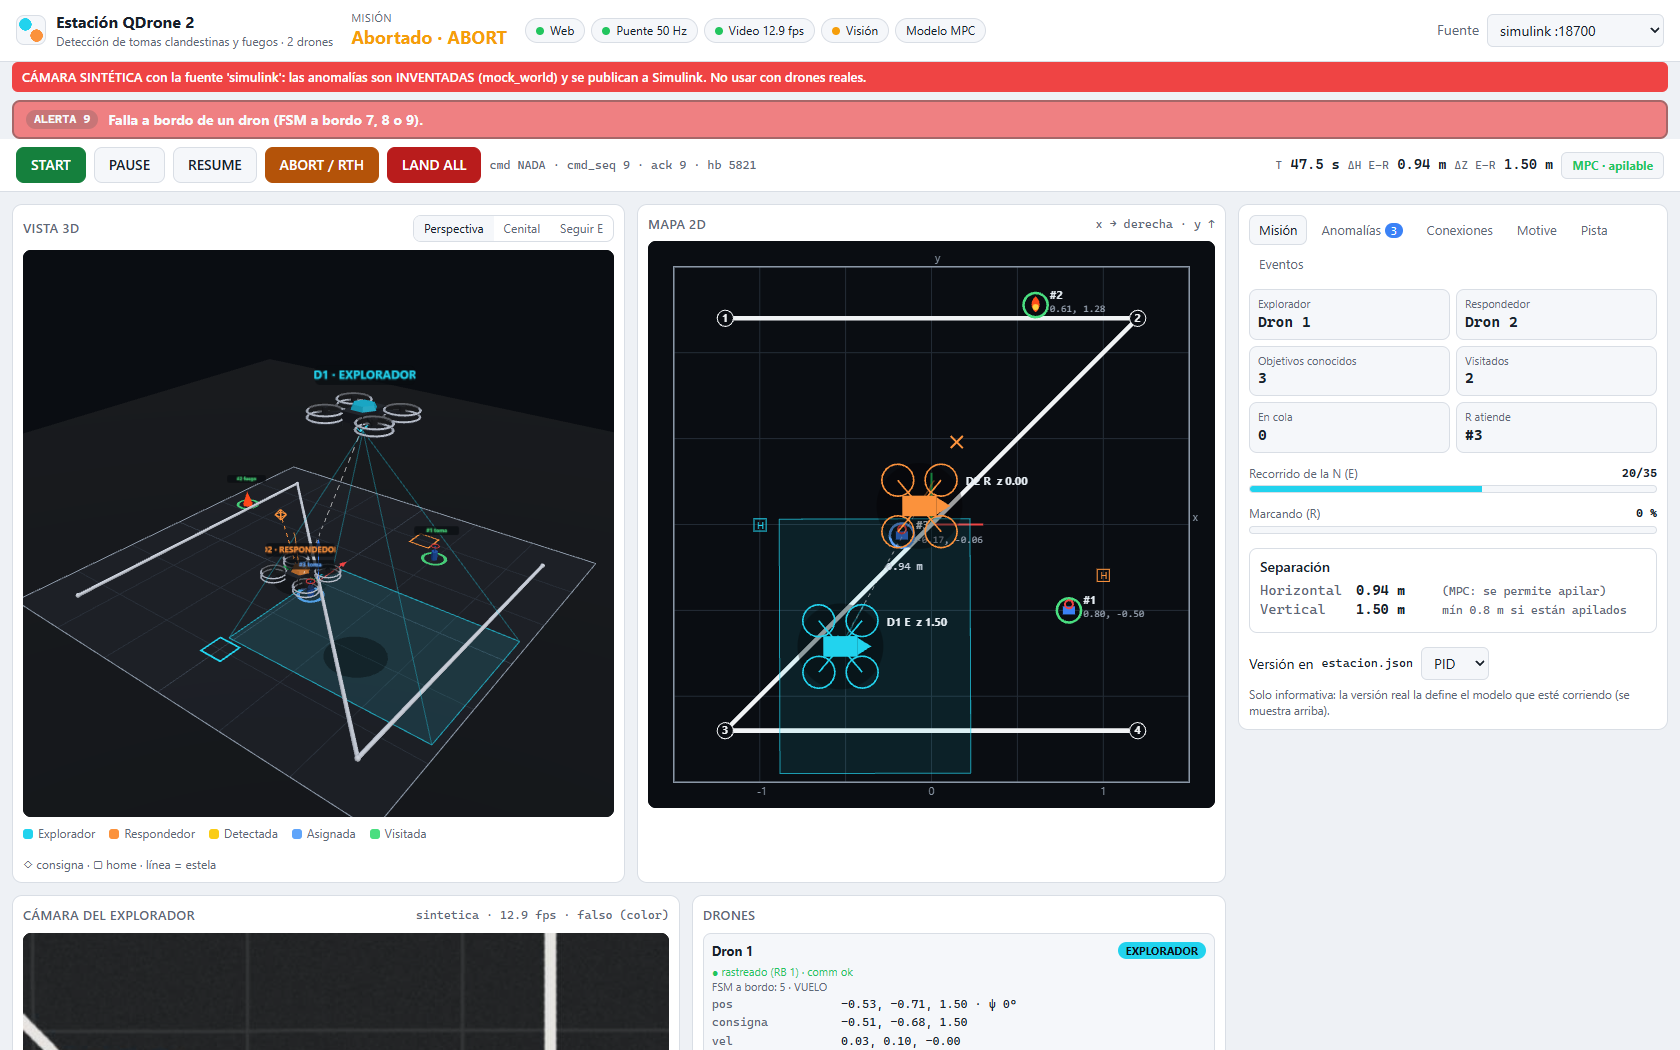 Estación QDrone 2
Detección de tomas clandestinas y fuegos · 2 drones
MISIÓN
Abortado · ABORT
Web
Puente 50 Hz
Video 12.9 fps
Visión
Modelo MPC
Fuente
simulink :18700
CÁMARA SINTÉTICA con la fuente 'simulink': las anomalías son INVENTADAS (mock_world) y se publican a Simulink. No usar con drones reales.
ALERTA 9 Falla a bordo de un dron (FSM a bordo 7, 8 o 9).
START
PAUSE
RESUME
ABORT / RTH
LAND ALL
cmd NADA · cmd_seq 9 · ack 9 · hb 5821
T 47.5 s ΔH E–R 0.94 m ΔZ E–R 1.50 m
MPC · apilable
VISTA 3D
Perspectiva
Cenital
Seguir E
D1 · EXPLORADOR
Explorador
Respondedor
Detectada
Asignada
Visitada
◇ consigna · □ home · línea = estela
MAPA 2D
x → derecha · y ↑
y
#2
0.61, 1.28
1
2
D2 R z 0.00
x
H
0.94 m
H
#1
0.80, -0.50
D1 E z 1.50
3
4
-1
0
1
Misión
Anomalías 3
Conexiones
Motive
Pista
Eventos
Explorador
Dron 1
Respondedor
Dron 2
Objetivos conocidos
3
Visitados
2
En cola
0
R atiende
#3
Recorrido de la N (E)
20/35
Marcando (R)
0 %
Separación
Horizontal 0.94 m (MPC: se permite apilar)
Vertical 1.50 m mín 0.8 m si están apilados
Versión en estacion.json PID
Solo informativa: la versión real la define el modelo que esté corriendo (se
muestra arriba).
CÁMARA DEL EXPLORADOR
sintetica · 12.9 fps · falso (color)
DRONES
Dron 1
EXPLORADOR
rastreado (RB 1) · comm ok
FSM a bordo: 5 · VUELO
pos −0.53, −0.71, 1.50 · ψ 0°
consigna −0.51, −0.68, 1.50
vel 0.03, 0.10, −0.00